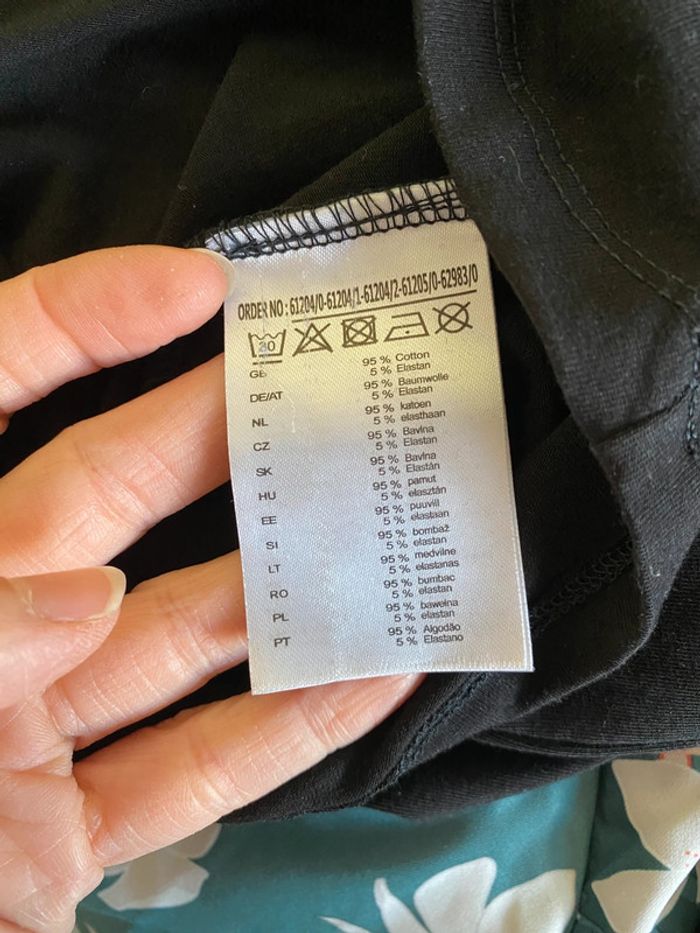 ORDER NO : 61204/0-61204/1-61204/2-61205/0-62983/0
30
GB 95 % Cotton
5 % Elastan
DE/AT 95 % Baumwolle
5 % Elastan
NL 95 % katoen
5 % elasthaan
CZ 95 % Bavlna
5 % Elastan
SK 95 % Bavlna
5 % Elastán
HU 95 % pamut
5 % elasztán
EE 95 % puuvill
5 % elastaan
SI 95 % bombaž
5 % elastan
LT 95 % medvilnė
5 % elastanas
RO 95 % bumbac
5 % elastan
PL 95 % bawełna
5 % elastan
PT 95 % Algodão
5 % Elastano